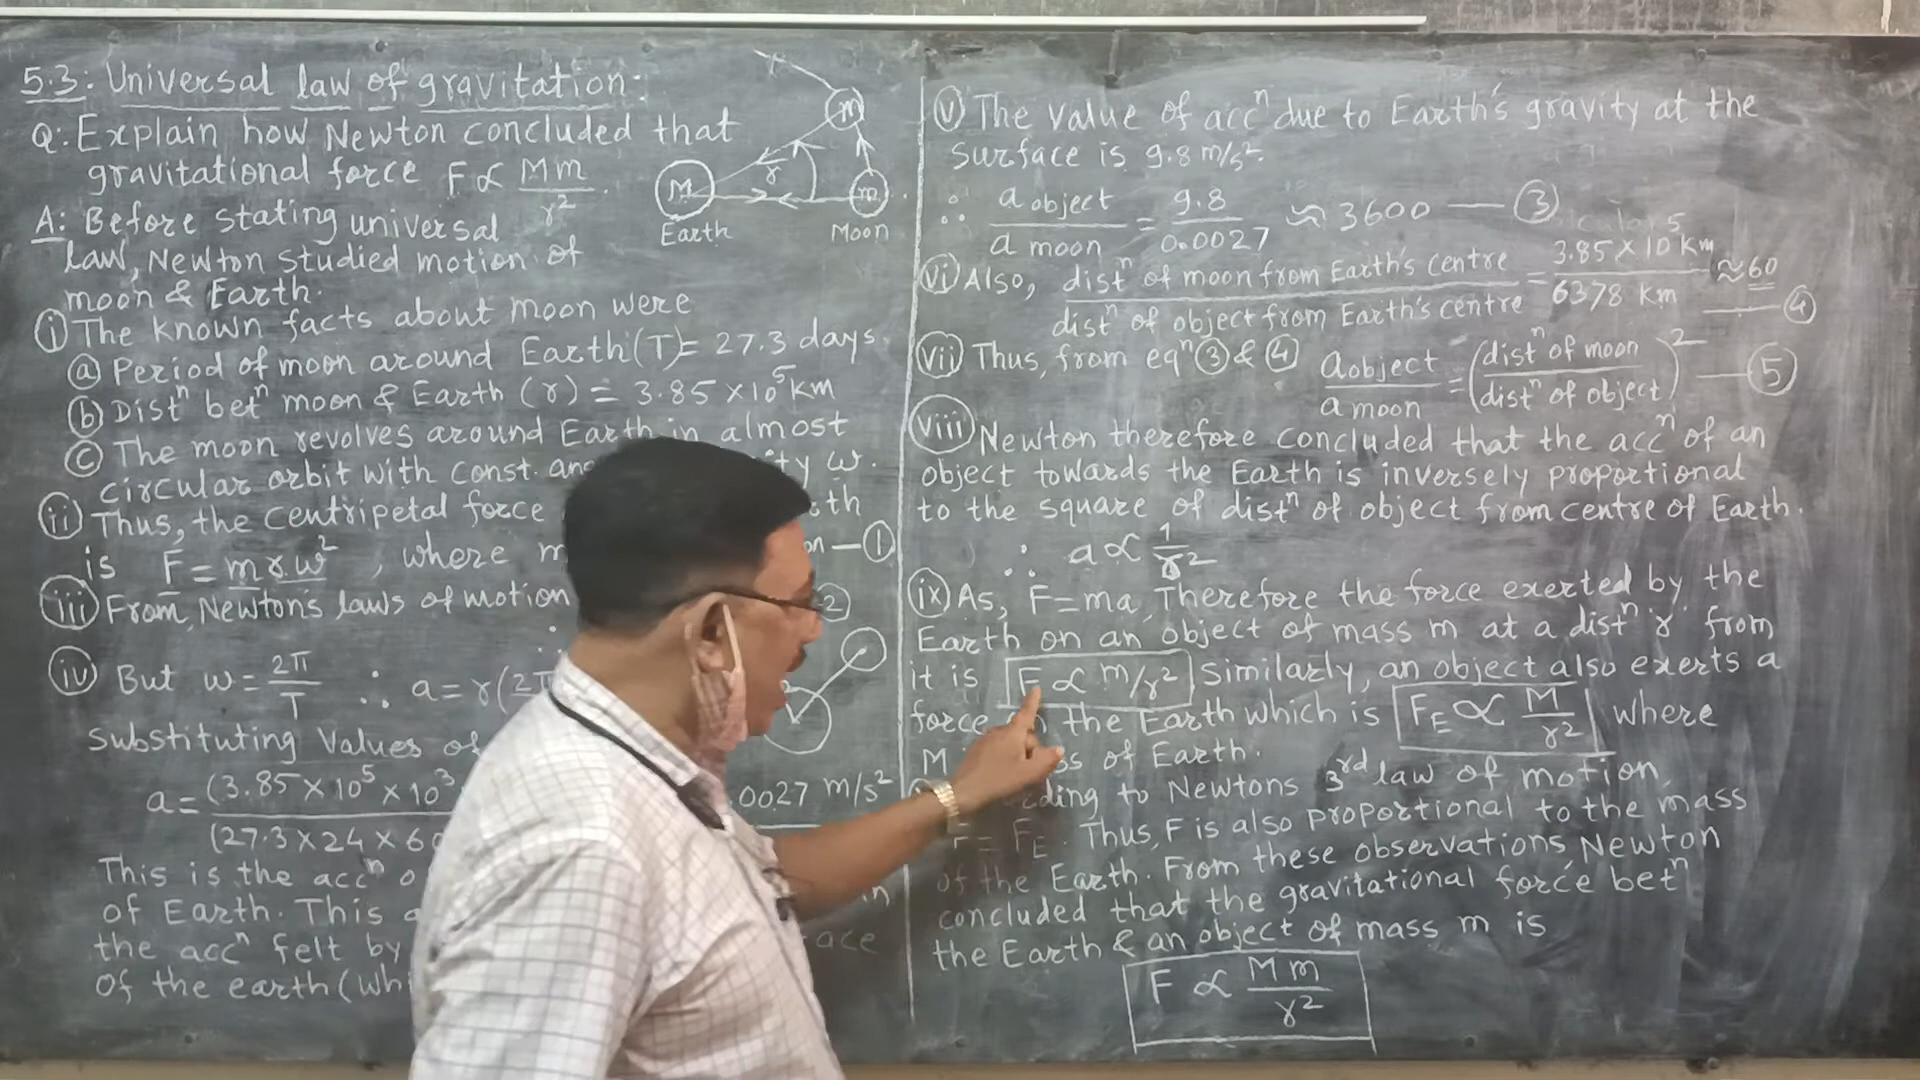 5.3: Universal law of gravitation:
Q: Explain how Newton concluded that
gravitational force F ∝ Mm/r²
A: Before stating universal
law, Newton studied motion of
moon & Earth.
m
r
M
m
Earth
Moon
(i) The known facts about moon were
(a) Period of moon around Earth (T) = 27.3 days.
(b) Distⁿ betⁿ moon & Earth (r) = 3.85 × 10⁵ km
(c) The moon revolves around Earth in almost
circular orbit with const. ω.
(ii) Thus, the centripetal force
is F = mrω², where m — (1)
(iii) From, Newton's laws of motion (2)
(iv) But ω = 2π/T ∴ a = r(2π
Substituting Values of
a = (3.85 × 10⁵ × 10³
(27.3 × 24 × 60
.0027 m/s²
This is the accⁿ
of Earth. This
in
the accⁿ felt by
of the earth (
(v) The value of accⁿ due to Earth's gravity at the
surface is 9.8 m/s².
∴ a object / a moon = 9.8 / 0.0027 ≈ 3600 — (3)
(vi) Also, distⁿ of moon from Earth's centre / distⁿ of object from Earth's centre = 3.85 × 10⁵ km / 6378 km ≈ 60 — (4)
(vii) Thus, from eqⁿ (3) & (4) a object / a moon = (distⁿ of moon / distⁿ of object)² — (5)
(viii) Newton therefore concluded that the accⁿ of an
object towards the Earth is inversely proportional
to the square of distⁿ of object from centre of Earth.
∴ a ∝ 1/r²
(ix) As, F = ma, Therefore the force exerted by the
Earth on an object of mass m at a distⁿ 'r' from
it is F ∝ m/r² Similarly, an object also exerts a
force the Earth which is F_E ∝ M/r² where
M of Earth.
to Newtons 3rd law of motion,
F = F_E. Thus, F is also proportional to the mass
of the Earth. From these observations, Newton
concluded that the gravitational force betⁿ
the Earth & an object of mass m is
F ∝ Mm/r²